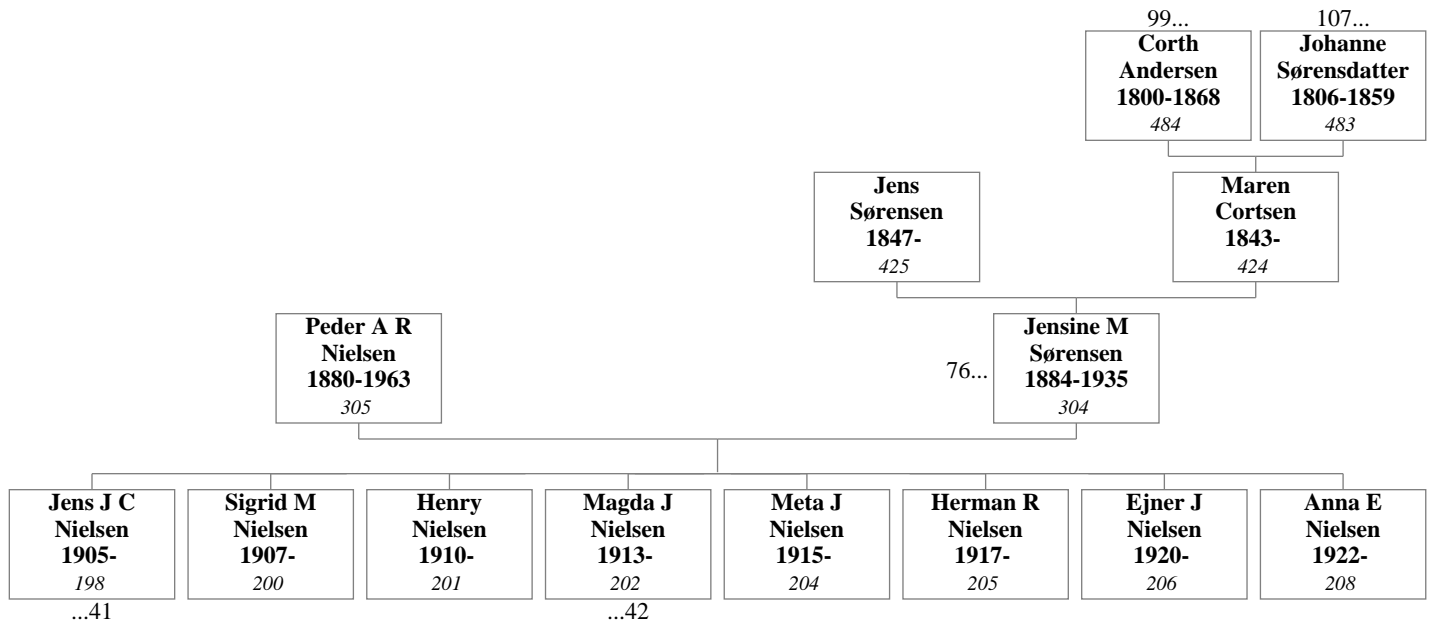 99...
107...
Corth
Andersen
1800-1868
484
Johanne
Sørensdatter
1806-1859
483
Jens
Sørensen
1847-
425
Maren
Cortsen
1843-
424
Peder A R
Nielsen
1880-1963
305
76...
Jensine M
Sørensen
1884-1935
304
Jens J C
Nielsen
1905-
198
...41
Sigrid M
Nielsen
1907-
200
Henry
Nielsen
1910-
201
Magda J
Nielsen
1913-
202
...42
Meta J
Nielsen
1915-
204
Herman R
Nielsen
1917-
205
Ejner J
Nielsen
1920-
206
Anna E
Nielsen
1922-
208